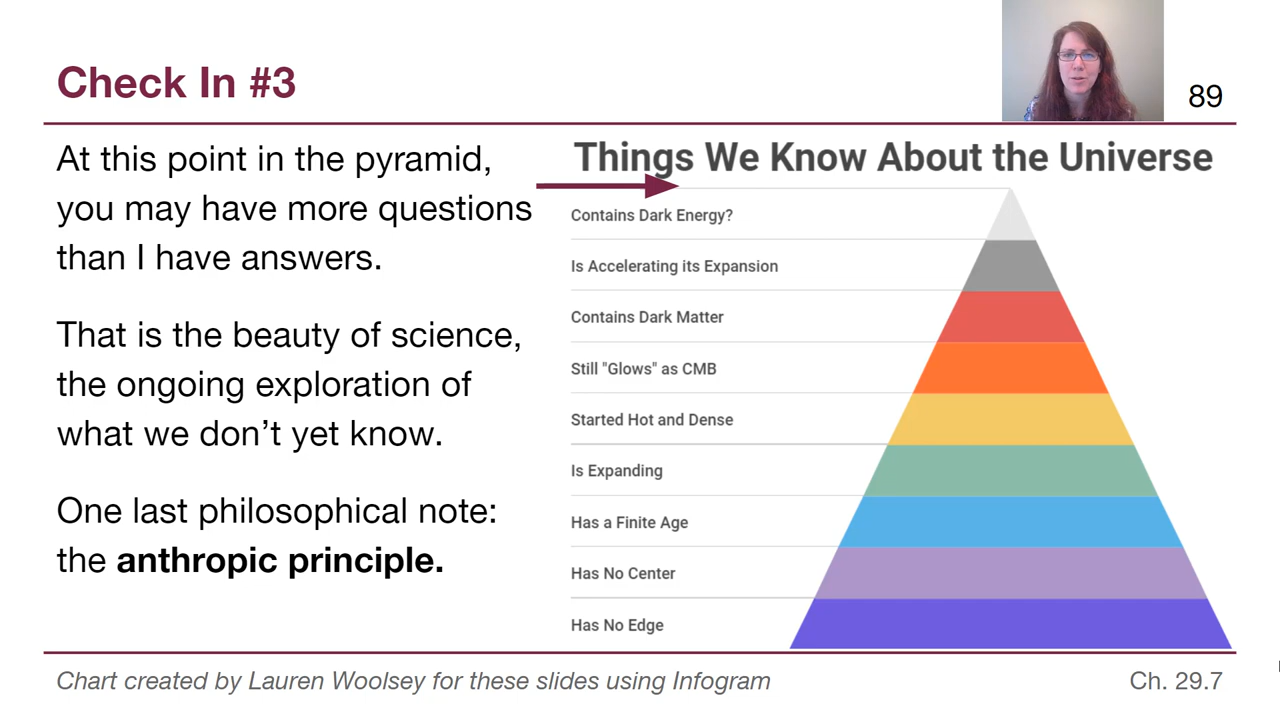 Check In #3
89
At this point in the pyramid,
you may have more questions
than I have answers.
That is the beauty of science,
the ongoing exploration of
what we don’t yet know.
One last philosophical note:
the anthropic principle.
Things We Know About the Universe
Contains Dark Energy?
Is Accelerating its Expansion
Contains Dark Matter
Still "Glows" as CMB
Started Hot and Dense
Is Expanding
Has a Finite Age
Has No Center
Has No Edge
Chart created by Lauren Woolsey for these slides using Infogram
Ch. 29.7